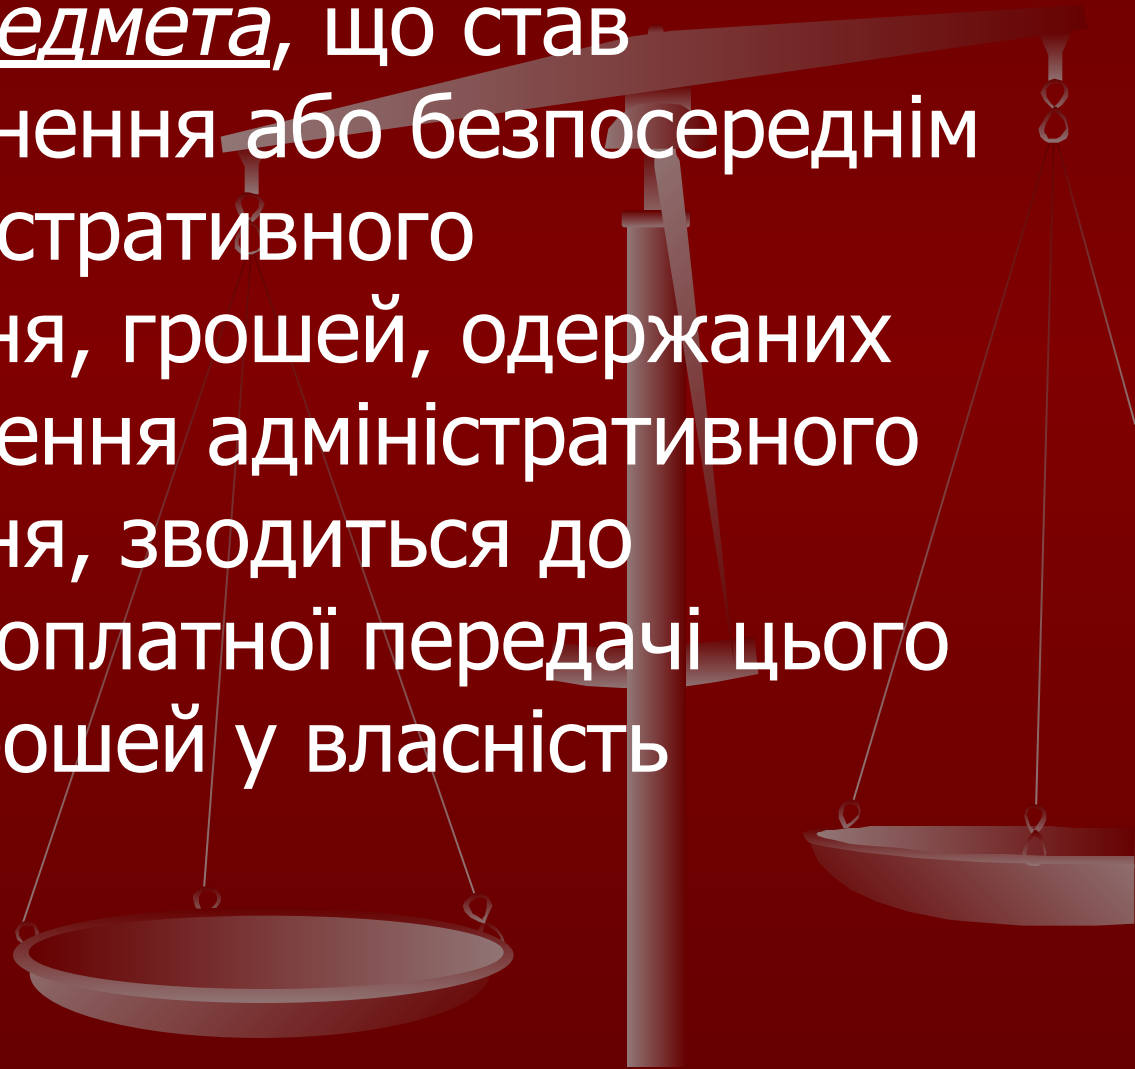 едмета, що став
нення або безпосереднім
стративного
ня, грошей, одержаних
ення адміністративного
ня, зводиться до
оплатної передачі цього
рошей у власність